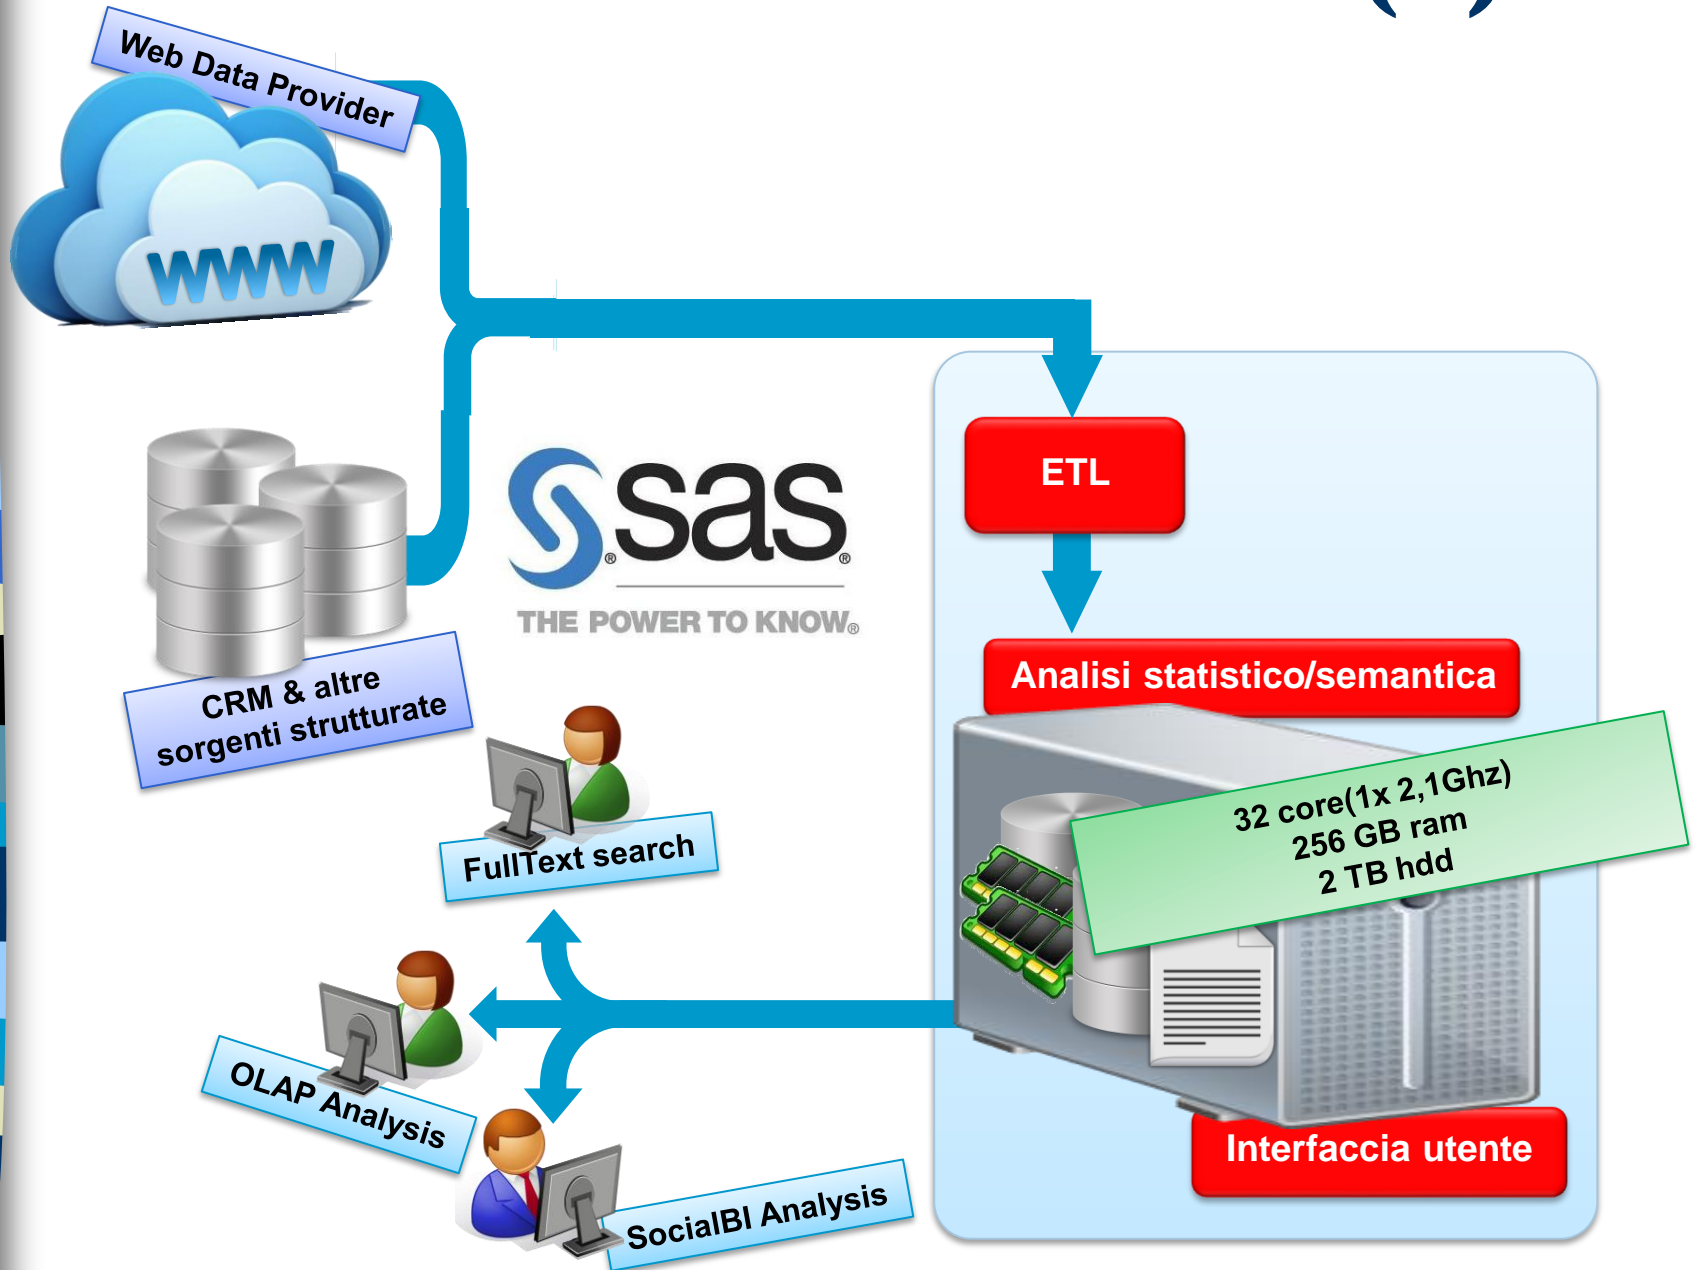 Web Data Provider
WWW
ETL
sas
THE POWER TO KNOW®
CRM & altre
sorgenti strutturate
Analisi statistico/semantica
32 core(1x 2,1Ghz)
256 GB ram
2 TB hdd
FullText search
OLAP Analysis
SocialBI Analysis
Interfaccia utente